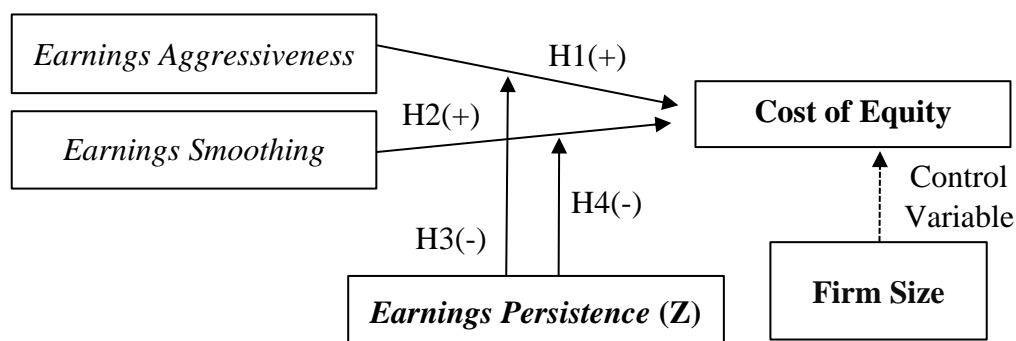 Earnings Aggressiveness
H1(+)
H2(+)
Cost of Equity
Earnings Smoothing
Control
Variable
H4(-)
H3(-)
Earnings Persistence (Z)
Firm Size